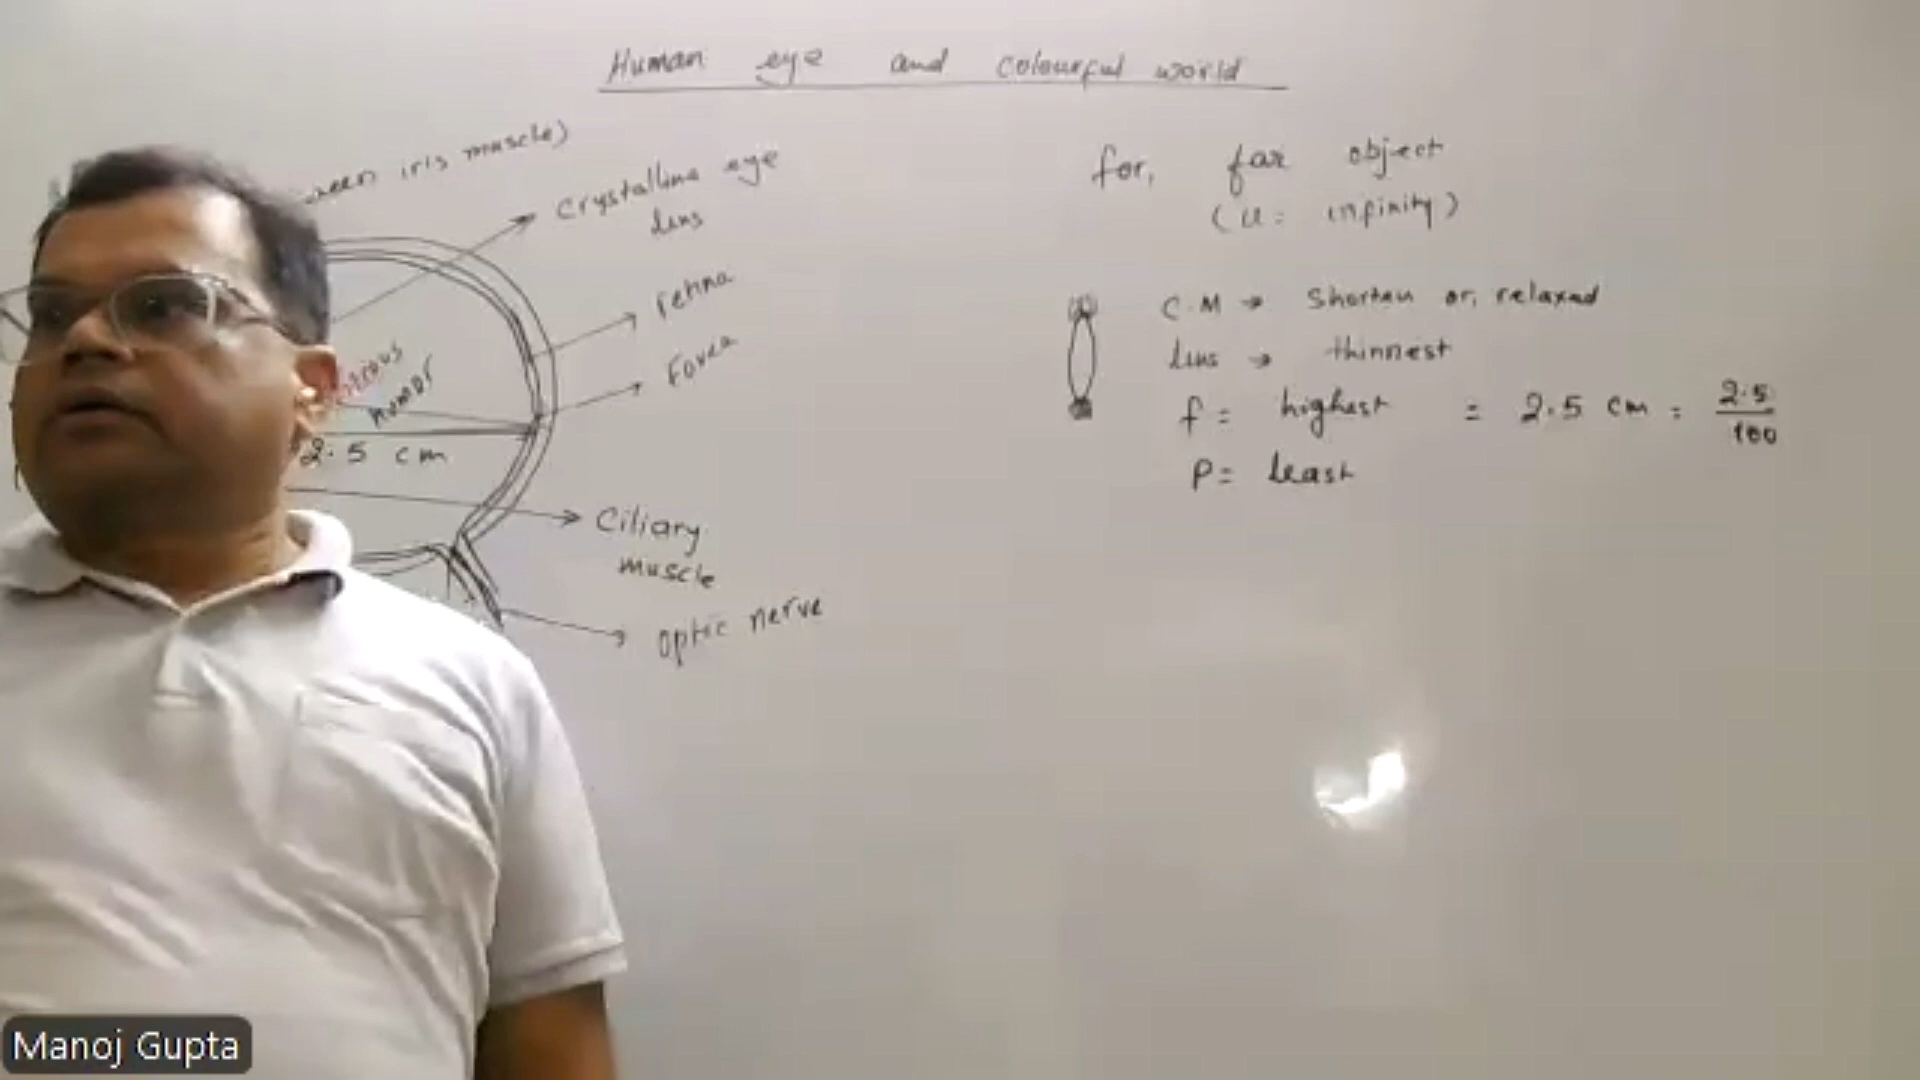 Human eye and colourful world
iris muscle)
Crystalline eye
lens
retina
Fovea
humor
2.5 cm
Ciliary
muscle
optic nerve
for, far object
(u = infinity)
C.M → Shorten or, relaxed
lens → thinnest
f = highest = 2.5 cm = 2.5
100
P = least
Manoj Gupta